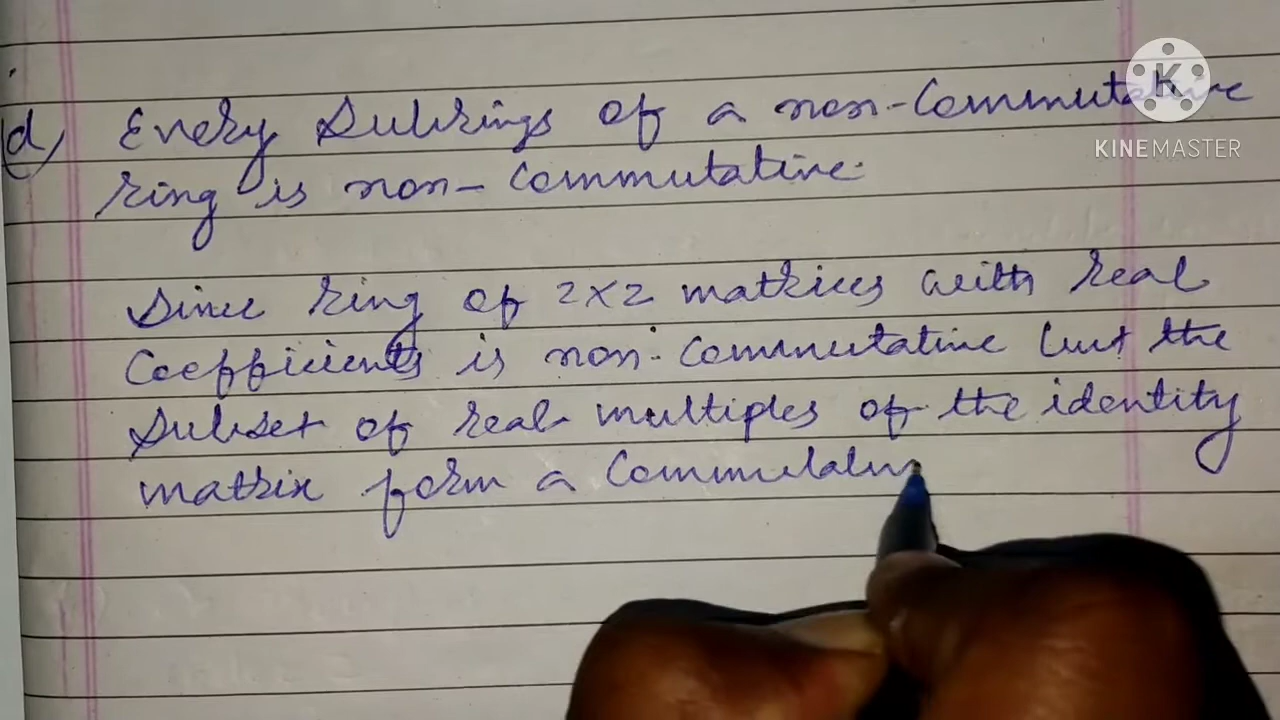 d) Every Subrings of a non-Commutative
ring is non-Commutative.
Since ring of 2×2 matrices with real
Coefficients is non-Commutative but the
Subset of real multiples of the identity
matrix form a Commutativ
K
KINEMASTER